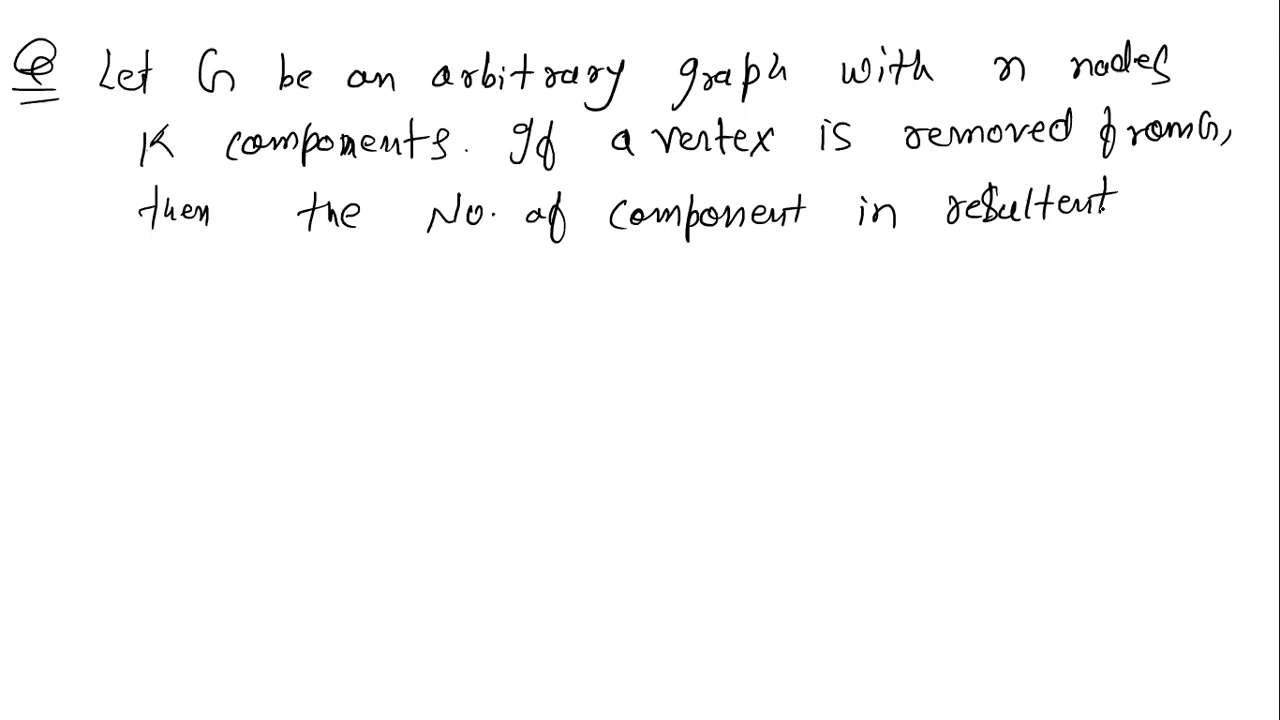 Q Let G be an arbitrary graph with n nodes
K components. If a vertex is removed from G,
then the No. of component in resultent